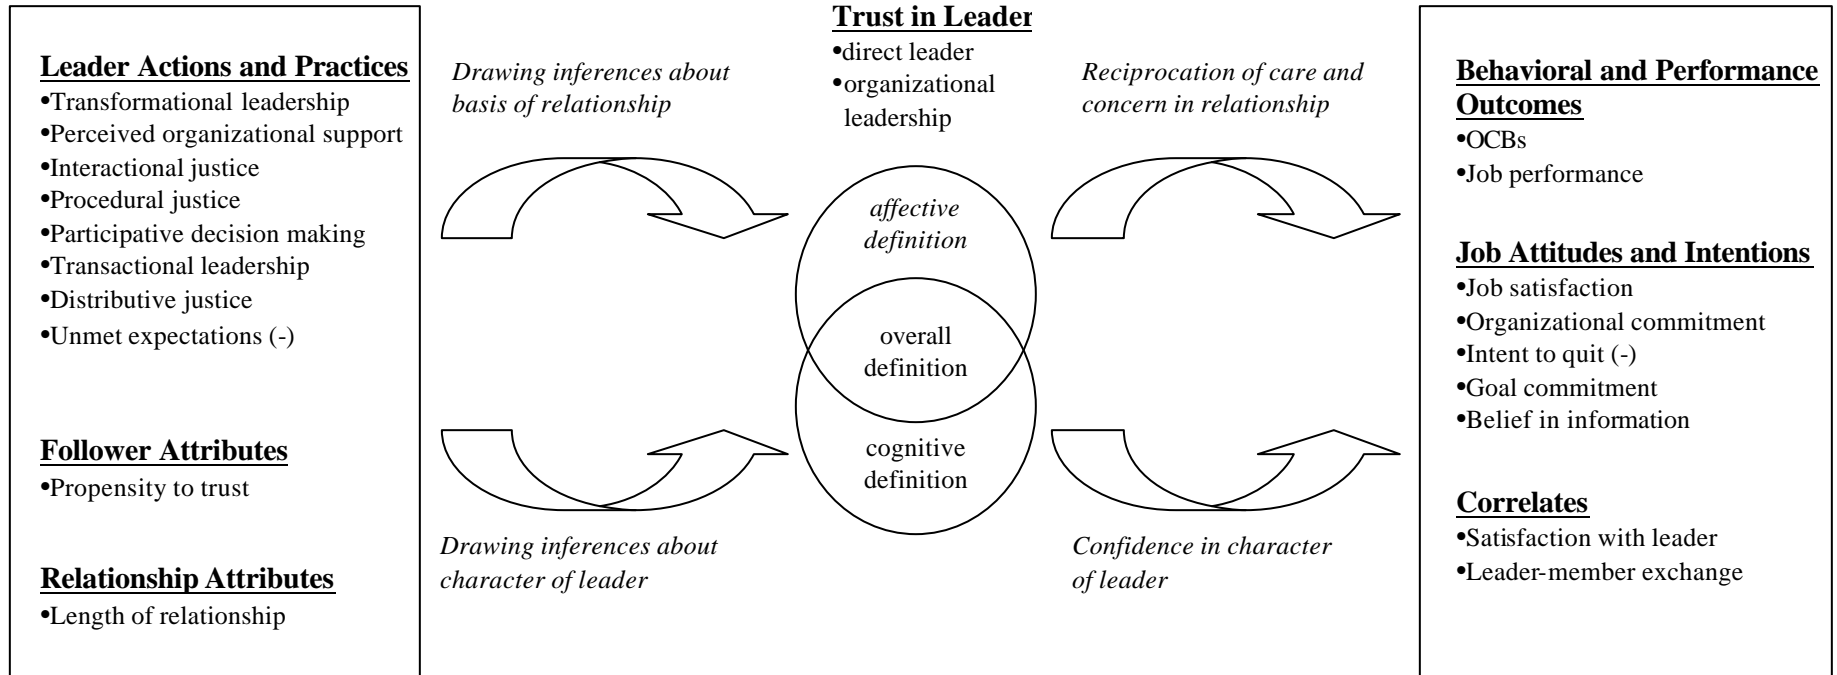 Leader Actions and Practices
•Transformational leadership
•Perceived organizational support
•Interactional justice
•Procedural justice
•Participative decision making
•Transactional leadership
•Distributive justice
•Unmet expectations (-)
Follower Attributes
•Propensity to trust
Relationship Attributes
•Length of relationship
Drawing inferences about
basis of relationship
Drawing inferences about
character of leader
Trust in Leader
•direct leader
•organizational
leadership
affective
definition
overall
definition
cognitive
definition
Reciprocation of care and
concern in relationship
Confidence in character
of leader
Behavioral and Performance
Outcomes
•OCBs
•Job performance
Job Attitudes and Intentions
•Job satisfaction
•Organizational commitment
•Intent to quit (-)
•Goal commitment
•Belief in information
Correlates
•Satisfaction with leader
•Leader-member exchange